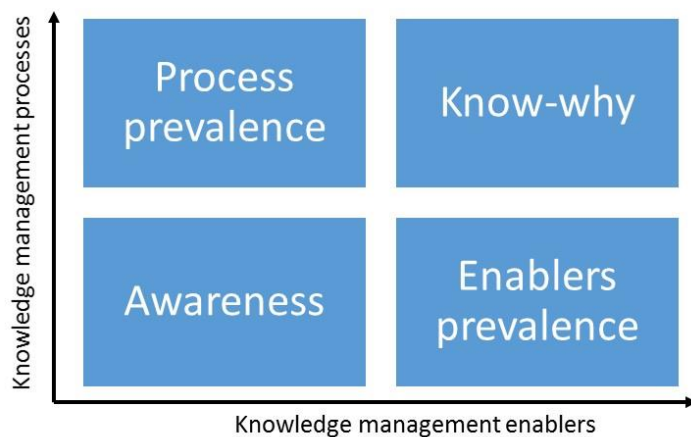 Knowledge management processes
Process
prevalence
Know-why
Awareness
Enablers
prevalence
Knowledge management enablers